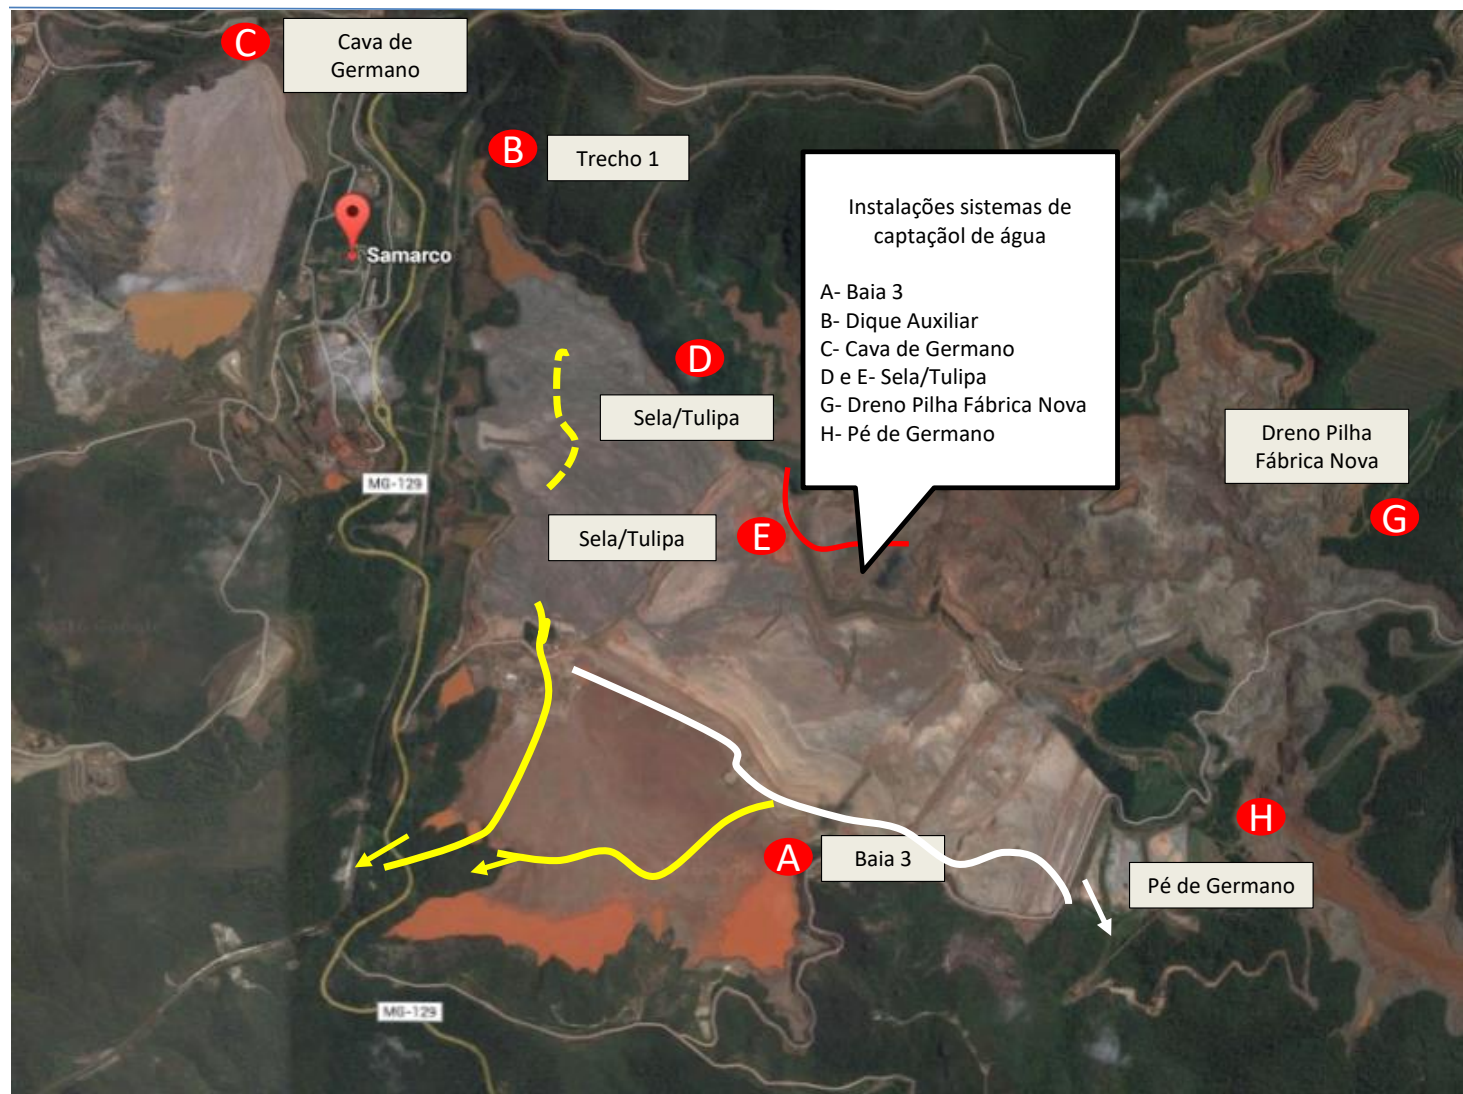 C
Cava de
Germano
B
Trecho 1
Samarco
Instalações sistemas de
captaçãol de água
A- Baia 3
B- Dique Auxiliar
C- Cava de Germano
D e E- Sela/Tulipa
G- Dreno Pilha Fábrica Nova
H- Pé de Germano
D
Sela/Tulipa
Dreno Pilha
Fábrica Nova
MG-129
G
Sela/Tulipa
E
H
A
Baia 3
Pé de Germano
MG-129